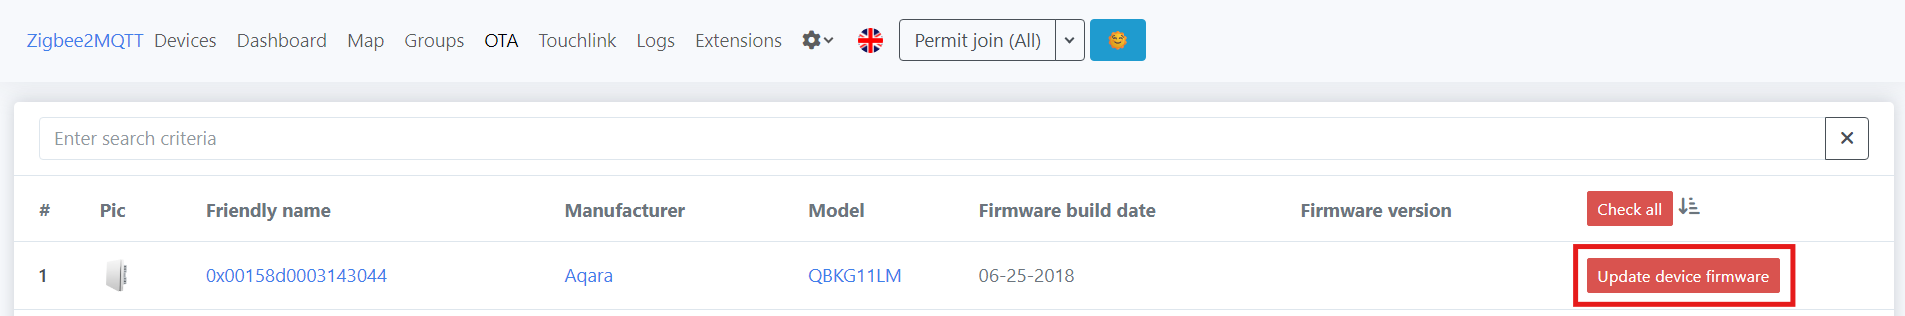 Zigbee2MQTT Devices Dashboard Map Groups OTA Touchlink Logs Extensions Permit join (All)
Enter search criteria
# Pic Friendly name Manufacturer Model Firmware build date Firmware version Check all
1 0x00158d0003143044 Aqara QBKG11LM 06-25-2018 Update device firmware